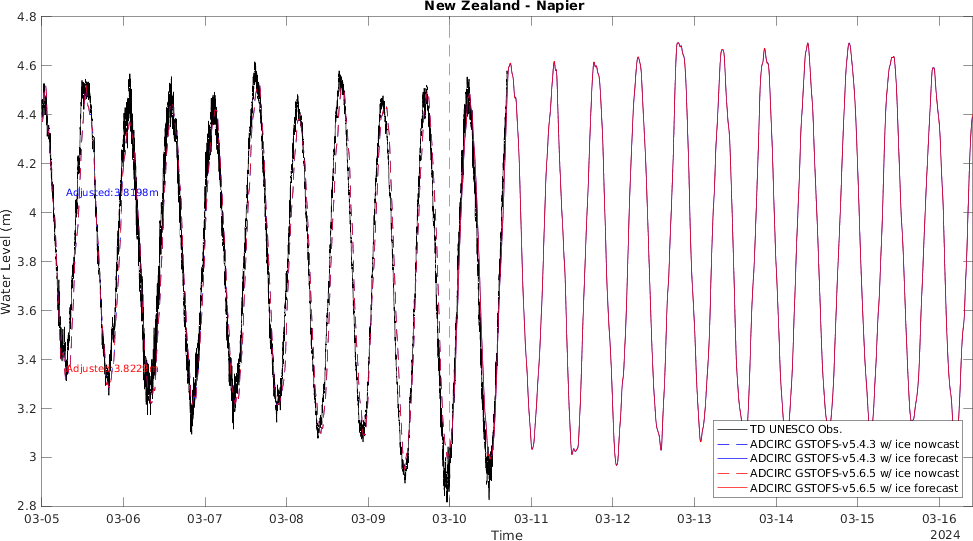 New Zealand - Napier
4.8
4.6
4.4
4.2
4
3.8
3.6
3.4
3.2
3
2.8
Water Level (m)
Adjusted:3.8198m
TD UNESCO Obs.
ADCIRC GSTOFS-v5.4.3 w/ ice nowcast
ADCIRC GSTOFS-v5.4.3 w/ ice forecast
ADCIRC GSTOFS-v5.6.5 w/ ice nowcast
ADCIRC GSTOFS-v5.6.5 w/ ice forecast
03-05 03-06 03-07 03-08 03-09 03-10 03-11 03-12 03-13 03-14 03-15 03-16
Time
2024